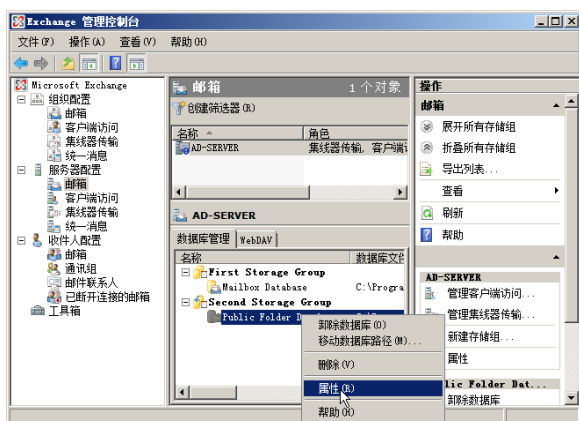 Exchange 管理控制台
文件(F) 操作(A) 查看(V) 帮助(H)
Microsoft Exchange
组织配置
邮箱
客户端访问
集线器传输
统一消息
服务器配置
邮箱
客户端访问
集线器传输
统一消息
收件人配置
邮箱
通讯组
邮件联系人
已断开连接的邮箱
工具箱
邮箱 1 个对象
创建筛选器(R)
名称 角色
AD-SERVER 集线器传输, 客户端访
AD-SERVER
数据库管理 WebDAV
名称 数据库文件
First Storage Group
Mailbox Database C:\Progra
Second Storage Group
Public Folder D
卸除数据库(O)
移动数据库路径(M)...
删除(V)
属性(R)
帮助(H)
操作
邮箱
展开所有存储组
折叠所有存储组
导出列表...
查看
刷新
帮助
AD-SERVER
管理客户端访问...
管理集线器传输...
新建存储组...
属性
lic Folder Dat...
卸除数据库